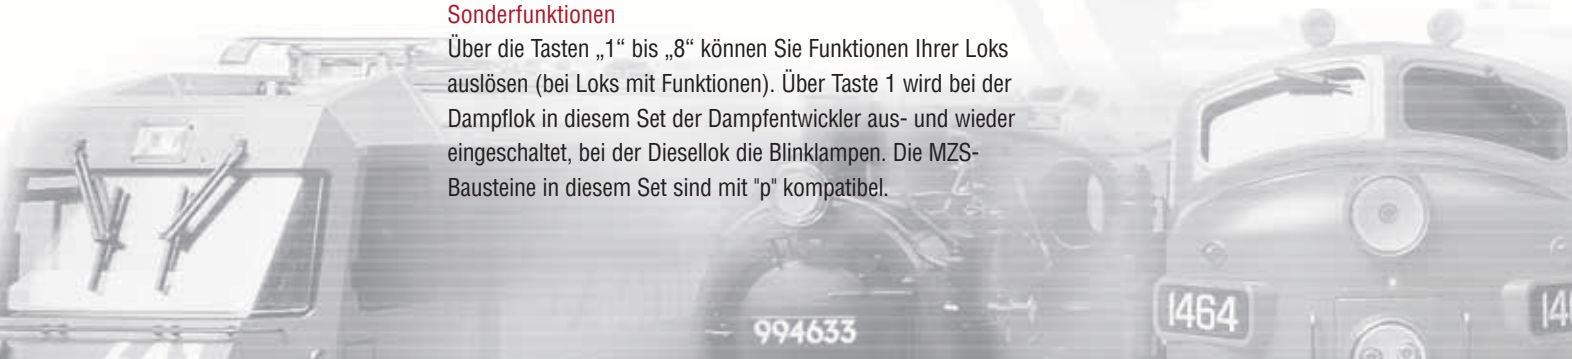 Sonderfunktionen
Über die Tasten „1“ bis „8“ können Sie Funktionen Ihrer Loks
auslösen (bei Loks mit Funktionen). Über Taste 1 wird bei der
Dampflok in diesem Set der Dampfentwickler aus- und wieder
eingeschaltet, bei der Diesellok die Blinklampen. Die MZS-
Bausteine in diesem Set sind mit "p" kompatibel.
1464
994633